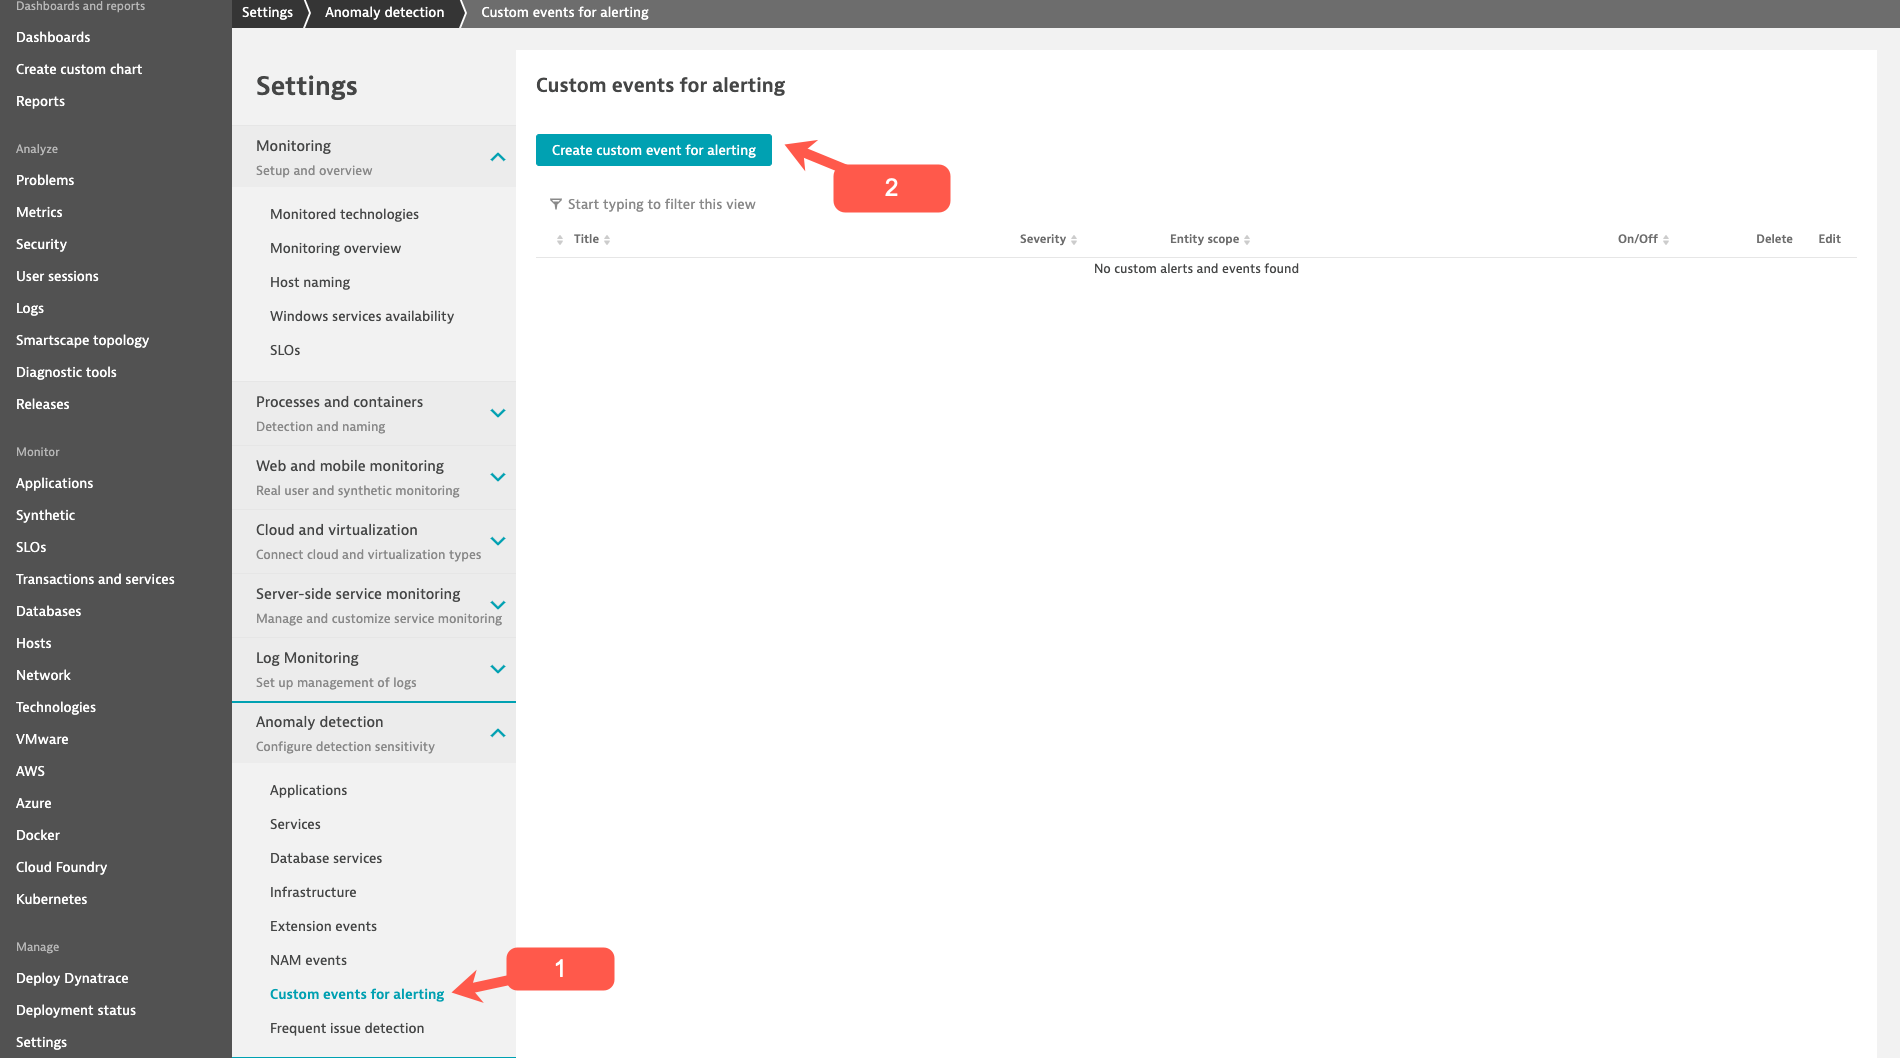 Dashboards and reports
Dashboards
Create custom chart
Reports
Analyze
Problems
Metrics
Security
User sessions
Logs
Smartscape topology
Diagnostic tools
Releases
Monitor
Applications
Synthetic
SLOs
Transactions and services
Databases
Hosts
Network
Technologies
VMware
AWS
Azure
Docker
Cloud Foundry
Kubernetes
Manage
Deploy Dynatrace
Deployment status
Settings
Settings Anomaly detection Custom events for alerting
Settings
Monitoring
Setup and overview
Monitored technologies
Monitoring overview
Host naming
Windows services availability
SLOs
Processes and containers
Detection and naming
Web and mobile monitoring
Real user and synthetic monitoring
Cloud and virtualization
Connect cloud and virtualization types
Server-side service monitoring
Manage and customize service monitoring
Log Monitoring
Set up management of logs
Anomaly detection
Configure detection sensitivity
Applications
Services
Database services
Infrastructure
Extension events
NAM events
Custom events for alerting
1
Frequent issue detection
Custom events for alerting
Create custom event for alerting
2
Start typing to filter this view
Title Severity Entity scope On/Off Delete Edit
No custom alerts and events found